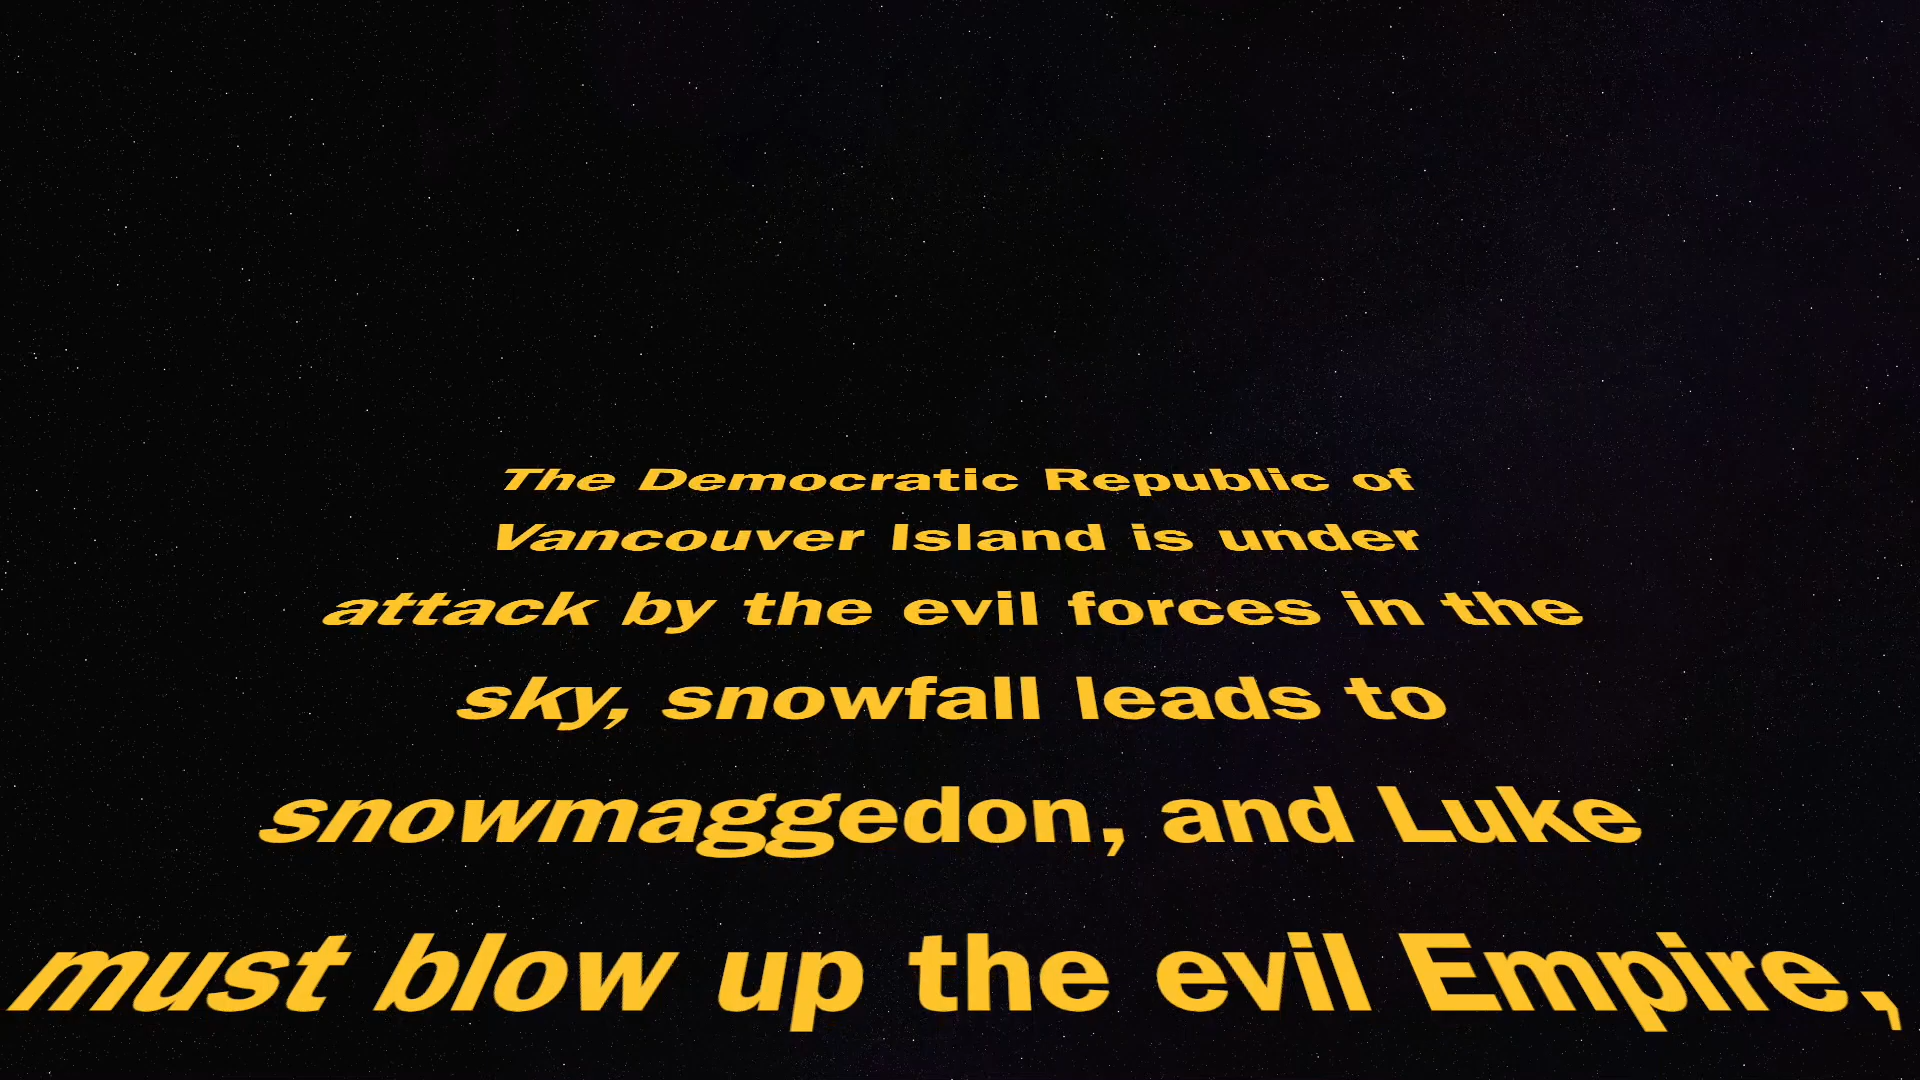 The Democratic Republic of
Vancouver Island is under
attack by the evil forces in the
sky, snowfall leads to
snowmaggedon, and Luke
must blow up the evil Empire,